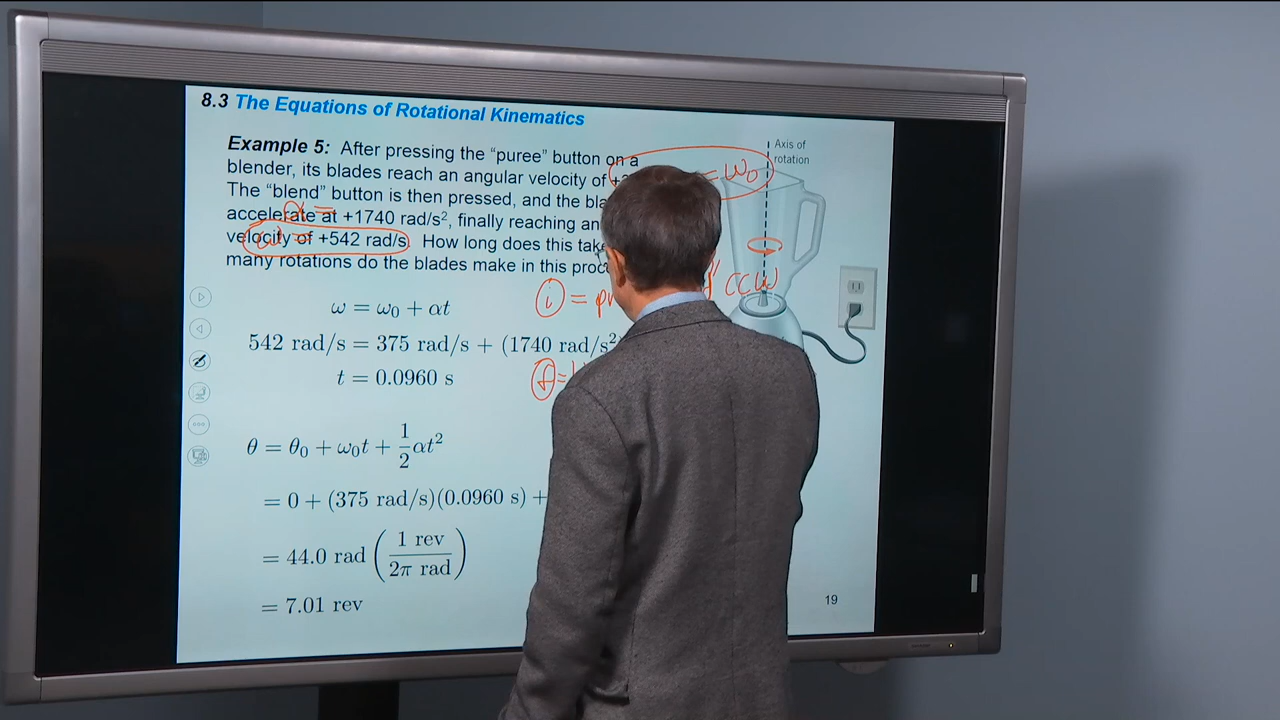 8.3 The Equations of Rotational Kinematics
Example 5: After pressing the “puree” button on a
blender, its blades reach an angular velocity of
The “blend” button is then pressed, and the
accelerate at +1740 rad/s², finally reaching an
velocity of +542 rad/s. How long does this
many rotations do the blades make in this
Axis of
rotation
= ω₀
α =
ω =
i =
CCW
f =
ω = ω₀ + αt
542 rad/s = 375 rad/s + (1740 rad/s²
t = 0.0960 s
θ = θ₀ + ω₀t + 1/2 αt²
= 0 + (375 rad/s)(0.0960 s) +
= 44.0 rad (1 rev / 2π rad)
= 7.01 rev
19